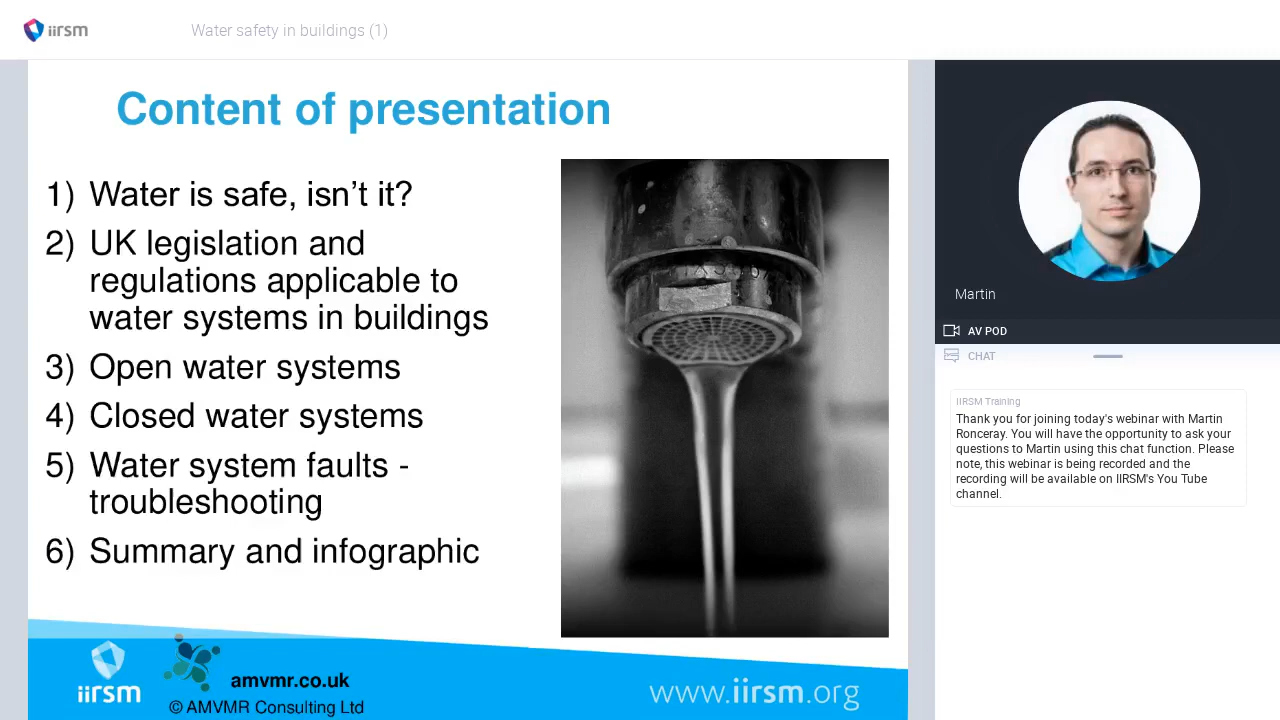 iirsm
Water safety in buildings (1)
Content of presentation
1) Water is safe, isn’t it?
2) UK legislation and
regulations applicable to
water systems in buildings
3) Open water systems
4) Closed water systems
5) Water system faults -
troubleshooting
6) Summary and infographic
iirsm
amvmr.co.uk
© AMVMR Consulting Ltd
www.iirsm.org
Martin
AV POD
CHAT
IIRSM Training
Thank you for joining today's webinar with Martin
Ronceray. You will have the opportunity to ask your
questions to Martin using this chat function. Please
note, this webinar is being recorded and the
recording will be available on IIRSM's You Tube
channel.